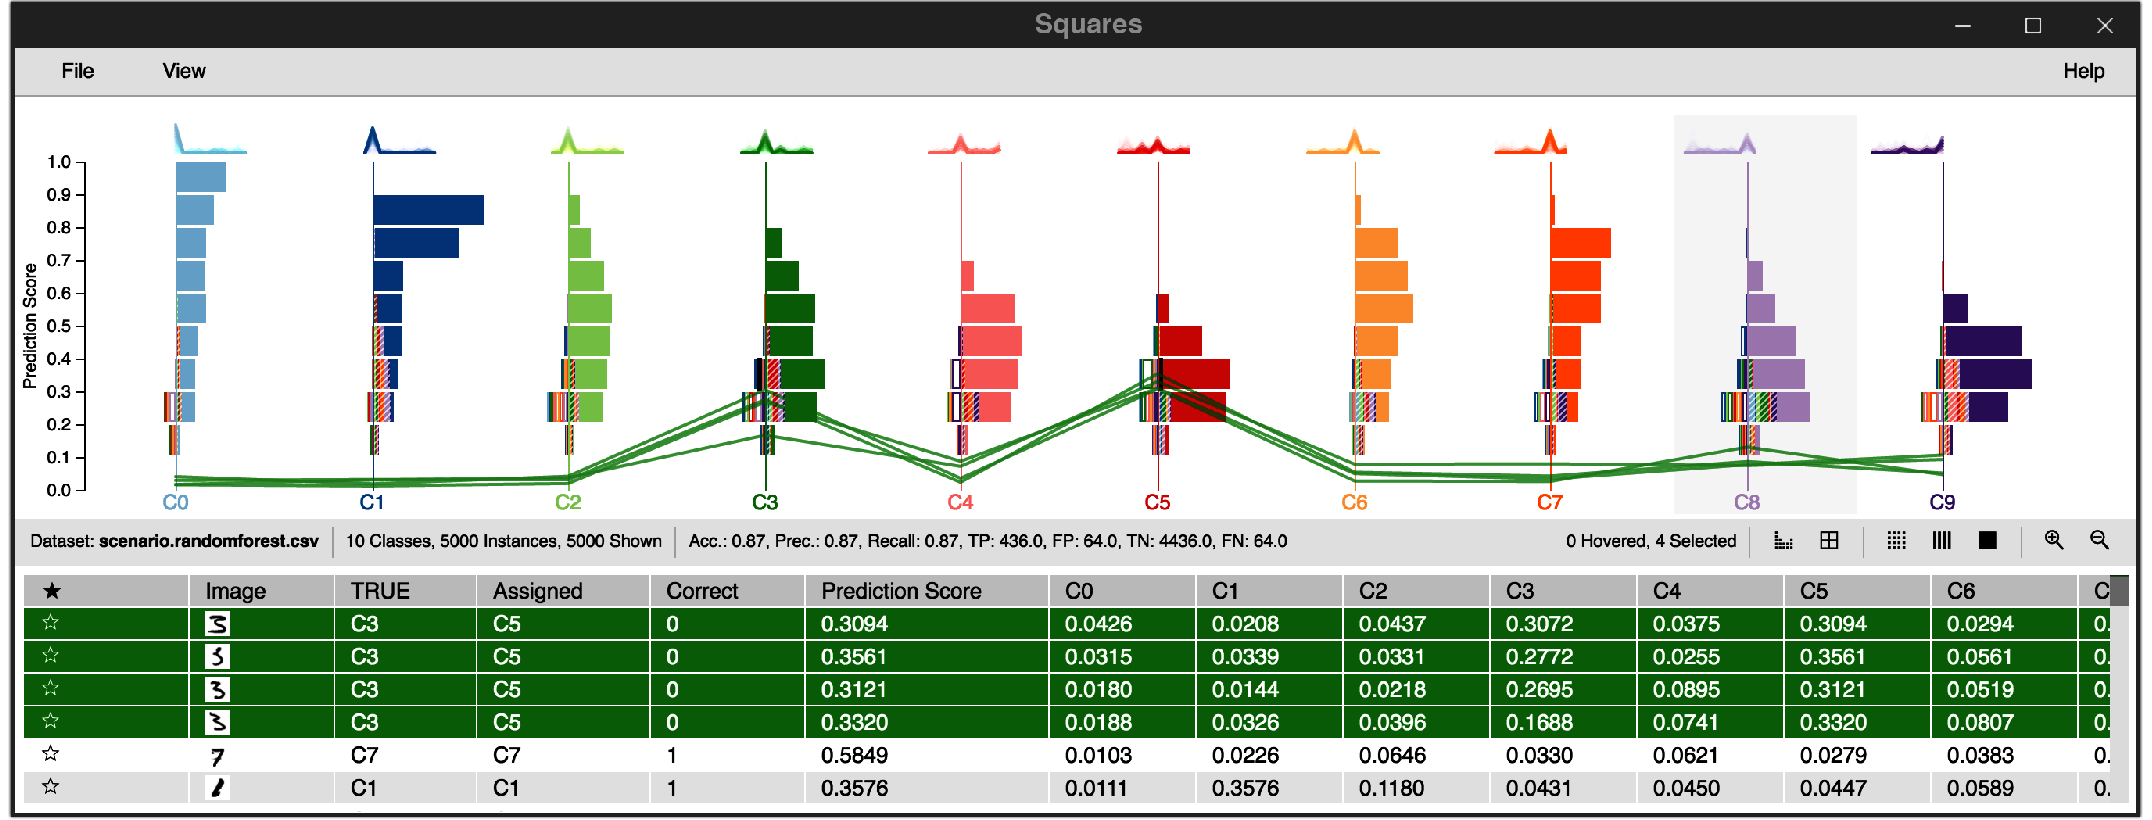 Squares
File View Help
1.0
0.9
0.8
0.7
0.6
0.5
0.4
0.3
0.2
0.1
0.0
Prediction Score
C0 C1 C2 C3 C4 C5 C6 C7 C8 C9
Dataset: scenario.randomforest.csv 10 Classes, 5000 Instances, 5000 Shown Acc.: 0.87, Prec.: 0.87, Recall: 0.87, TP: 436.0, FP: 64.0, TN: 4436.0, FN: 64.0 0 Hovered, 4 Selected
★ Image TRUE Assigned Correct Prediction Score C0 C1 C2 C3 C4 C5 C6 C
☆ 3 C3 C5 0 0.3094 0.0426 0.0208 0.0437 0.3072 0.0375 0.3094 0.0294 0.
☆ 3 C3 C5 0 0.3561 0.0315 0.0339 0.0331 0.2772 0.0255 0.3561 0.0561 0.
☆ 3 C3 C5 0 0.3121 0.0180 0.0144 0.0218 0.2695 0.0895 0.3121 0.0519 0.
☆ 3 C3 C5 0 0.3320 0.0188 0.0326 0.0396 0.1688 0.0741 0.3320 0.0807 0.
☆ 7 C7 C7 1 0.5849 0.0103 0.0226 0.0646 0.0330 0.0621 0.0279 0.0383 0.
☆ 1 C1 C1 1 0.3576 0.0111 0.3576 0.1180 0.0431 0.0450 0.0447 0.0589 0.